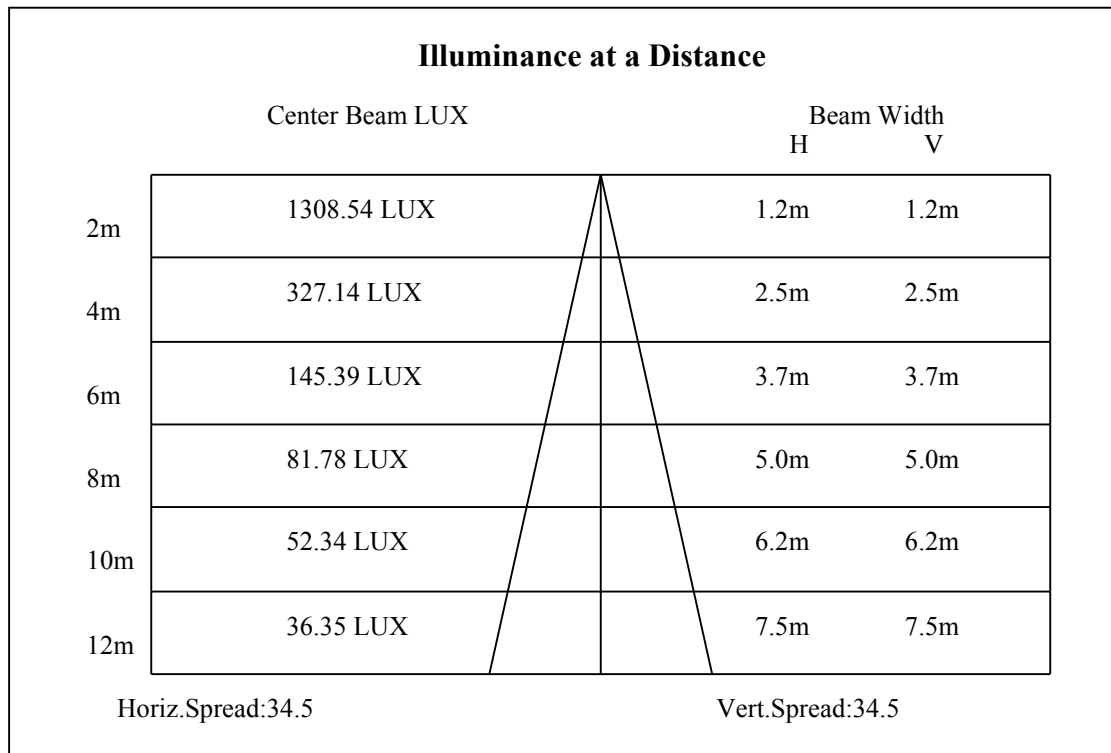 Illuminance at a Distance
Center Beam LUX Beam Width
H V
2m 1308.54 LUX 1.2m 1.2m
4m 327.14 LUX 2.5m 2.5m
6m 145.39 LUX 3.7m 3.7m
8m 81.78 LUX 5.0m 5.0m
10m 52.34 LUX 6.2m 6.2m
12m 36.35 LUX 7.5m 7.5m
Horiz.Spread:34.5 Vert.Spread:34.5